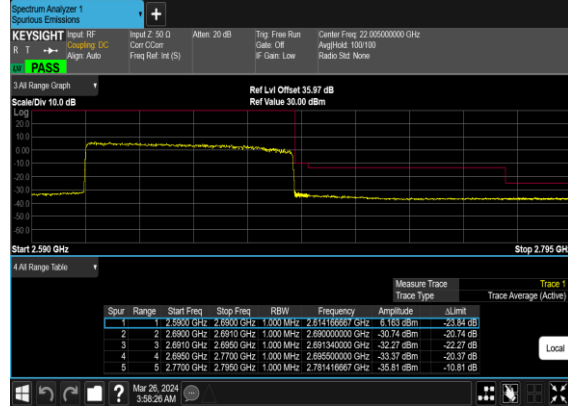 Spectrum Analyzer 1
Spurious Emissions
KEYSIGHT Input: RF Input Z: 50 Ω Atten: 20 dB Trig: Free Run Center Freq: 22.005000000 GHz
R T Coupling: DC Corr CCorr Gate: Off Avg|Hold: 100/100
Align: Auto Freq Ref: Int (S) IF Gain: Low Radio Std: None
LW PASS
3 All Range Graph
Ref Lvl Offset 35.97 dB
Scale/Div 10.0 dB Ref Value 30.00 dBm
Log
20.0
10.0
0.00
-10.0
-20.0
-30.0
-40.0
-50.0
-60.0
Start 2.590 GHz Stop 2.795 GH
4 All Range Table
Measure Trace Trace 1
Trace Type Trace Average (Active)
Spur Range Start Freq Stop Freq RBW Frequency Amplitude ΔLimit
1 1 2.5900 GHz 2.6900 GHz 1.000 MHz 2.614166667 GHz 6.163 dBm -23.84 dB
2 2 2.6900 GHz 2.6910 GHz 1.000 MHz 2.690000000 GHz -30.74 dBm -20.74 dB
3 3 2.6910 GHz 2.6950 GHz 1.000 MHz 2.691340000 GHz -32.27 dBm -22.27 dB
4 4 2.6950 GHz 2.7700 GHz 1.000 MHz 2.695500000 GHz -33.37 dBm -20.37 dB
5 5 2.7700 GHz 2.7950 GHz 1.000 MHz 2.781416667 GHz -35.81 dBm -10.81 dB
Local
Mar 26, 2024
3:58:26 AM